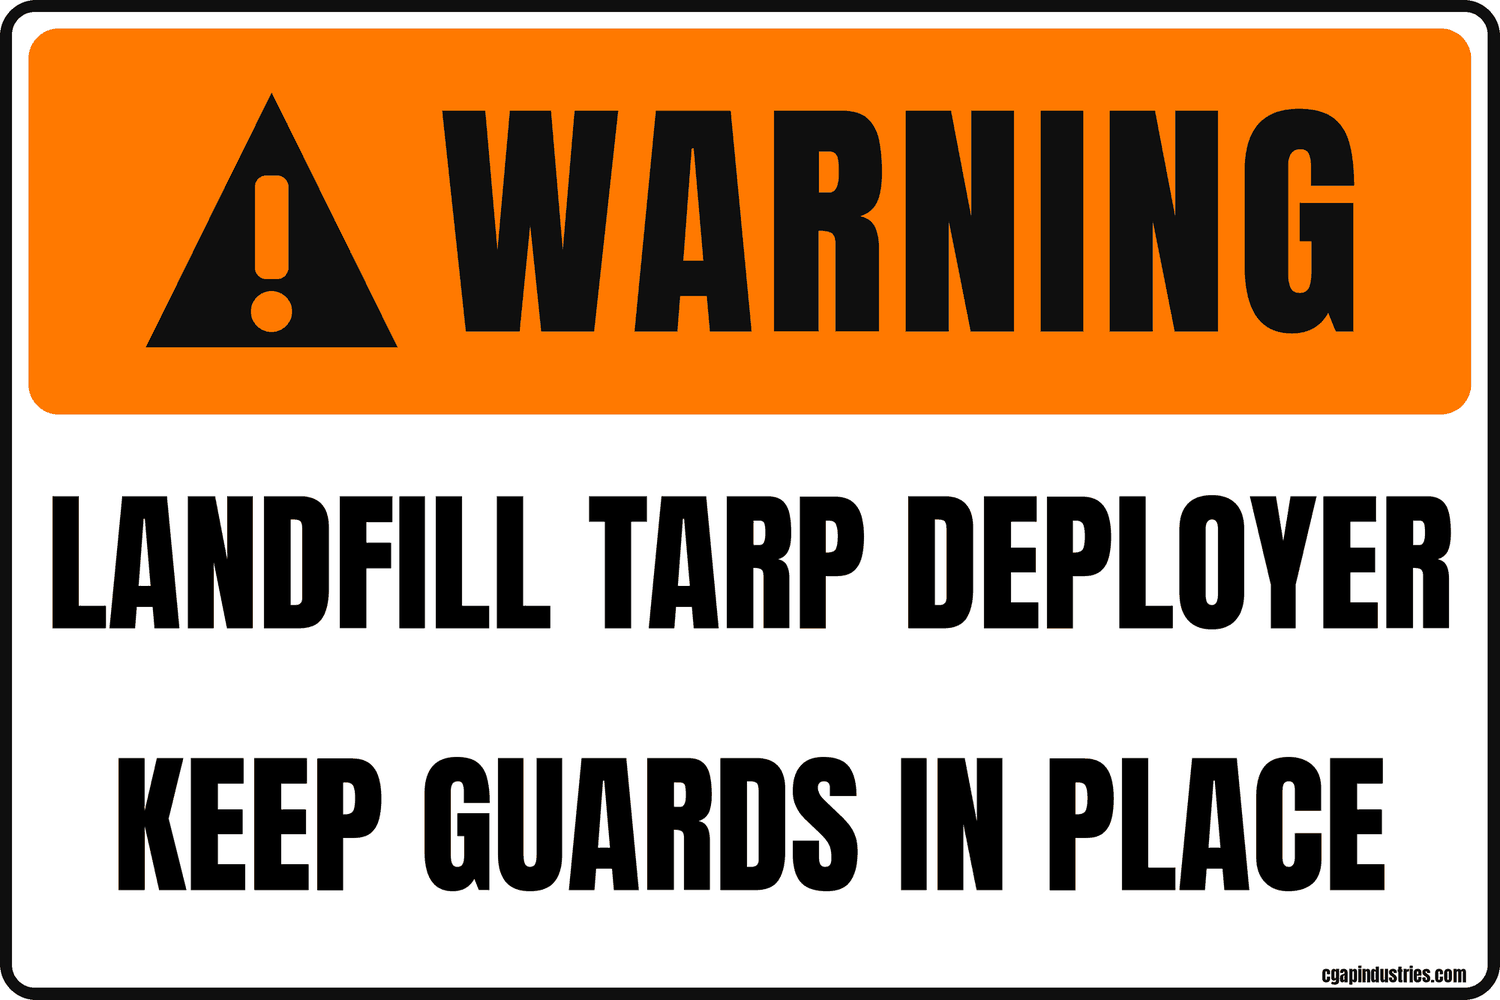 WARNING
LANDFILL TARP DEPLOYER
KEEP GUARDS IN PLACE
cgapindustries.com